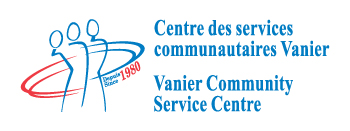 Centre des services
communautaires Vanier
Depuis
Since 1980
Vanier Community
Service Centre